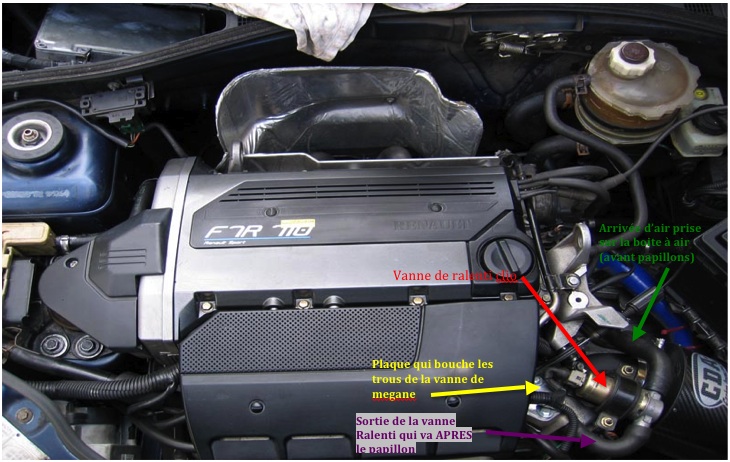 F7R 710
Renault Sport
RENAULT
Arrivée d'air prise
sur la boite à air
(avant papillons)
Vanne de ralenti clio
Plaque qui bouche les
trous de la vanne de
megane
Sortie de la vanne
Ralenti qui va APRES
le papillon
CDA